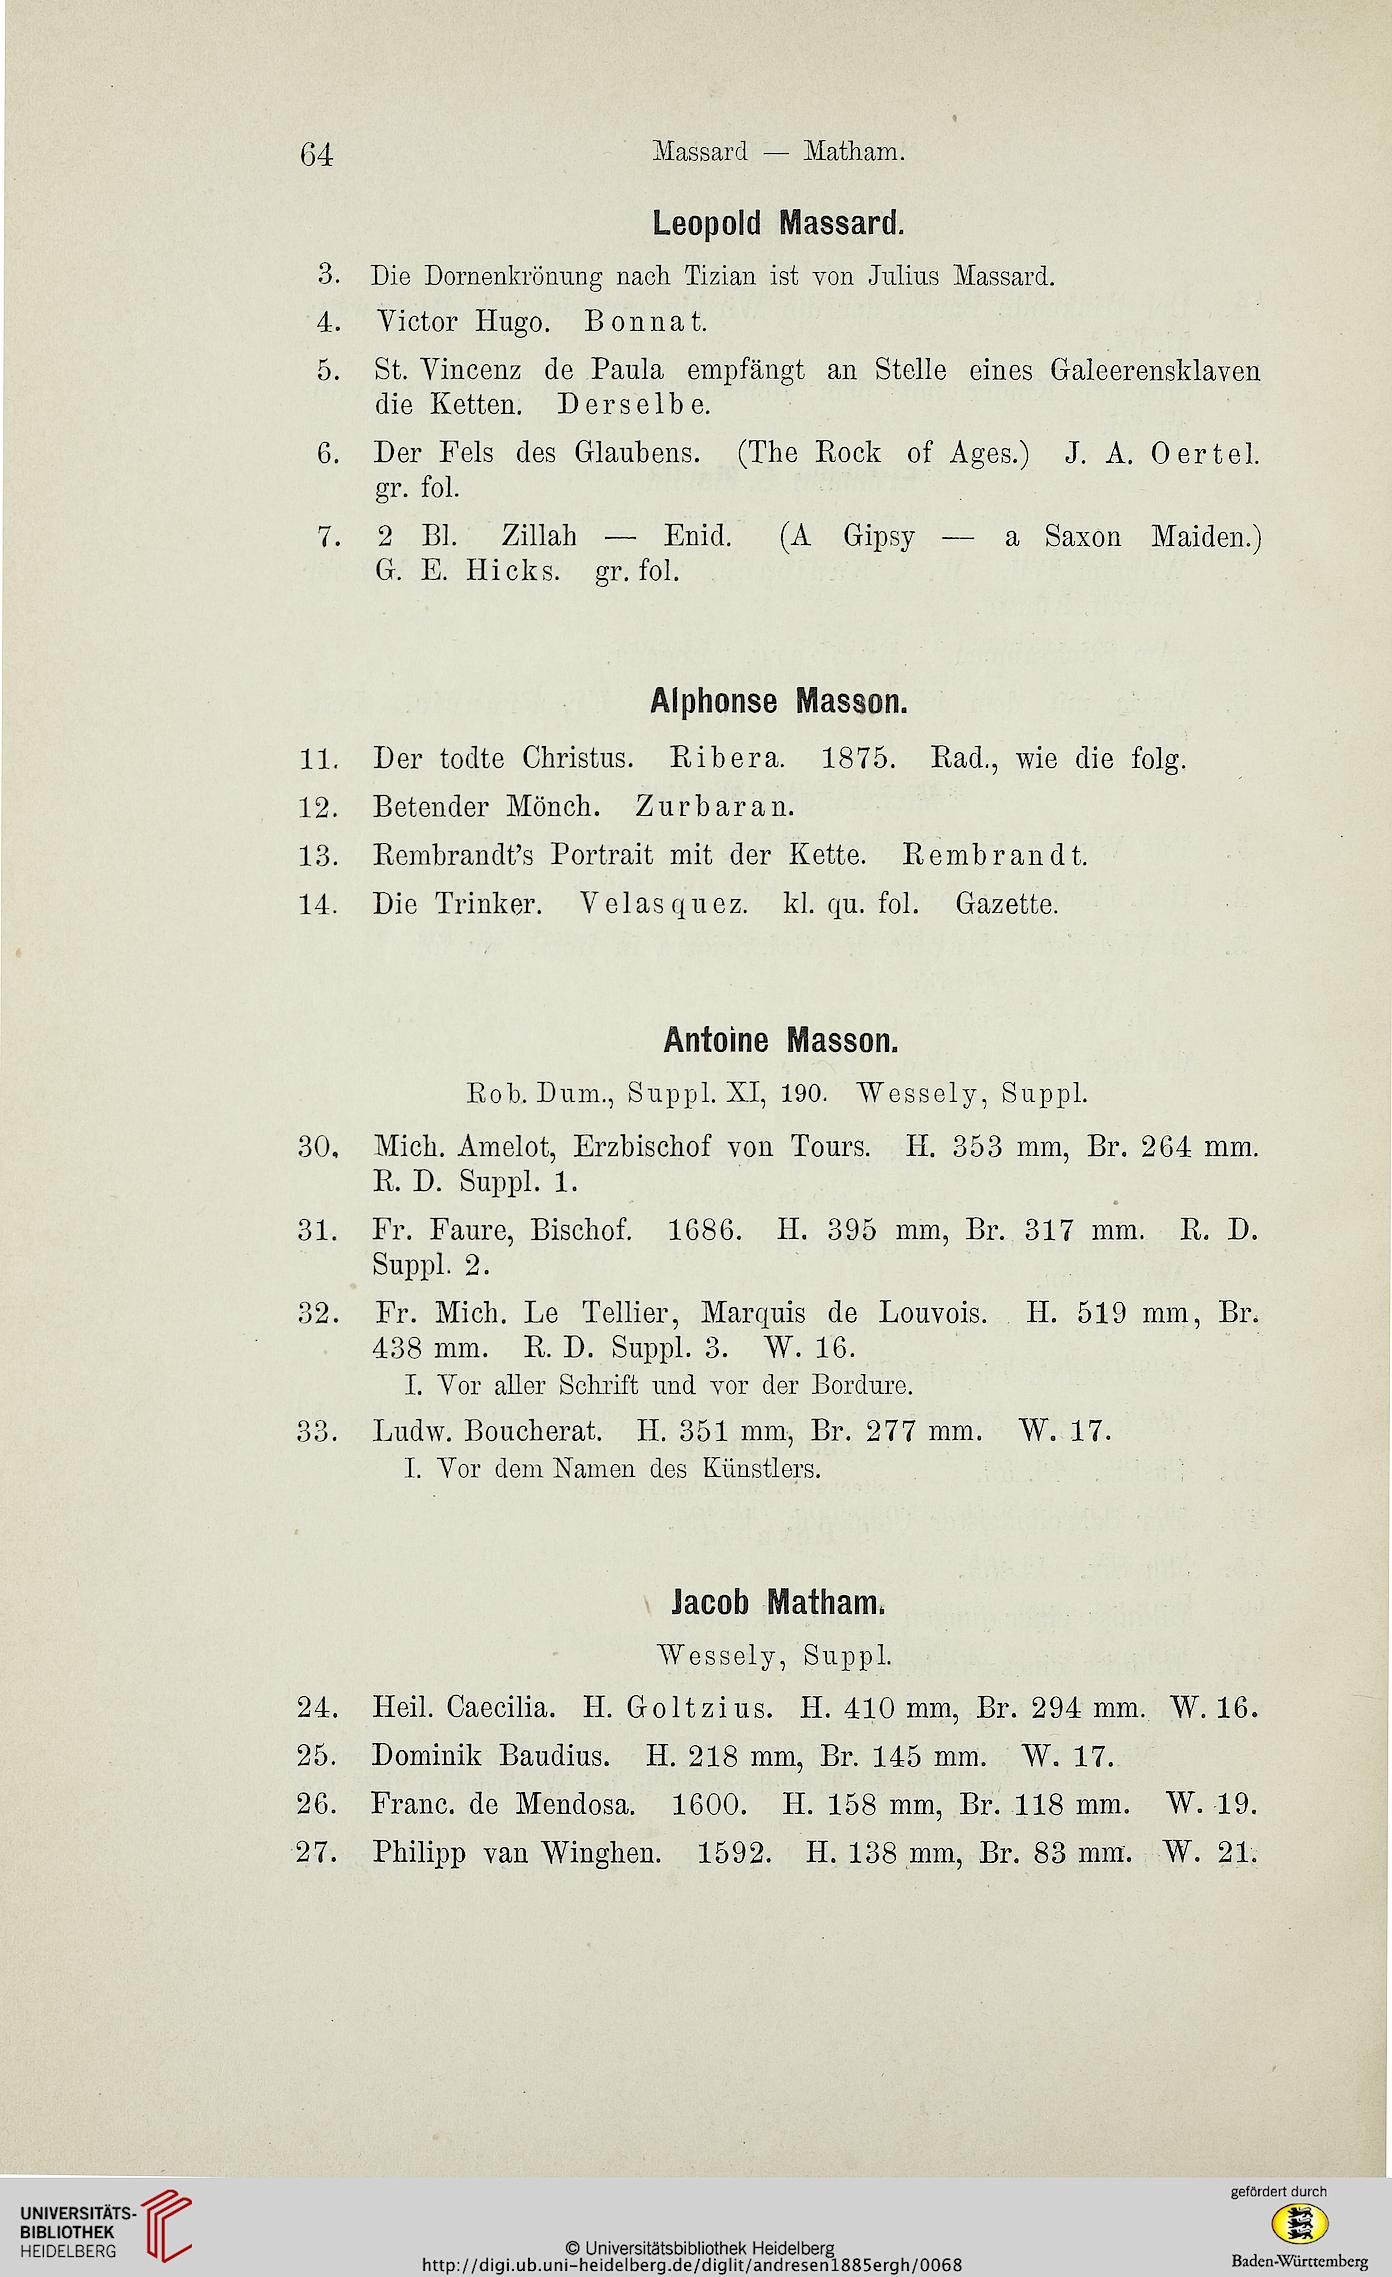 64
Massard — Matham.
Leopold Massard.
3. Die Dornenkrönung nach Tizian ist von Julius Massard.
4. Victor Hugo. Bonnat.
5. St. Vincenz de Paula empfängt an Stelle eines Galeerensklaven
die Ketten. Derselbe.
6. Der Fels des Glaubens. (The Rock of Ages.) J. A. Oertel.
gr. fol.
7. 2 Bl. Zillah — Enid. (A Gipsy — a Saxon Maiden.)
G. E. Hicks. gr. fol.
Alphonse Masson.
11. Der todte Christus. Ribera. 1875. Rad., wie die folg.
12. Betender Mönch. Zurbaran.
13. Rembrandt's Portrait mit der Kette. Rembrandt.
14. Die Trinker. Velasquez. kl. qu. fol. Gazette.
Antoine Masson.
Rob. Dum., Suppl. XI, 190. Wessely, Suppl.
30. Mich. Amelot, Erzbischof von Tours. H. 353 mm, Br. 264 mm.
R. D. Suppl. 1.
31. Fr. Faure, Bischof. 1686. H. 395 mm, Br. 317 mm. R. D.
Suppl. 2.
32. Fr. Mich. Le Tellier, Marquis de Louvois. H. 519 mm, Br.
438 mm. R. D. Suppl. 3. W. 16.
I. Vor aller Schrift und vor der Bordure.
33. Ludw. Boucherat. H. 351 mm, Br. 277 mm. W. 17.
I. Vor dem Namen des Künstlers.
Jacob Matham.
Wessely, Suppl.
24. Heil. Caecilia. H. Goltzius. H. 410 mm, Br. 294 mm. W. 16.
25. Dominik Baudius. H. 218 mm, Br. 145 mm. W. 17.
26. Franc. de Mendosa. 1600. H. 158 mm, Br. 118 mm. W. 19.
27. Philipp van Winghen. 1592. H. 138 mm, Br. 83 mm. W. 21.
UNIVERSITÄTS-
BIBLIOTHEK
HEIDELBERG
© Universitätsbibliothek Heidelberg
http://digi.ub.uni-heidelberg.de/diglit/andresen1885ergh/0068
gefördert durch
Baden-Württemberg